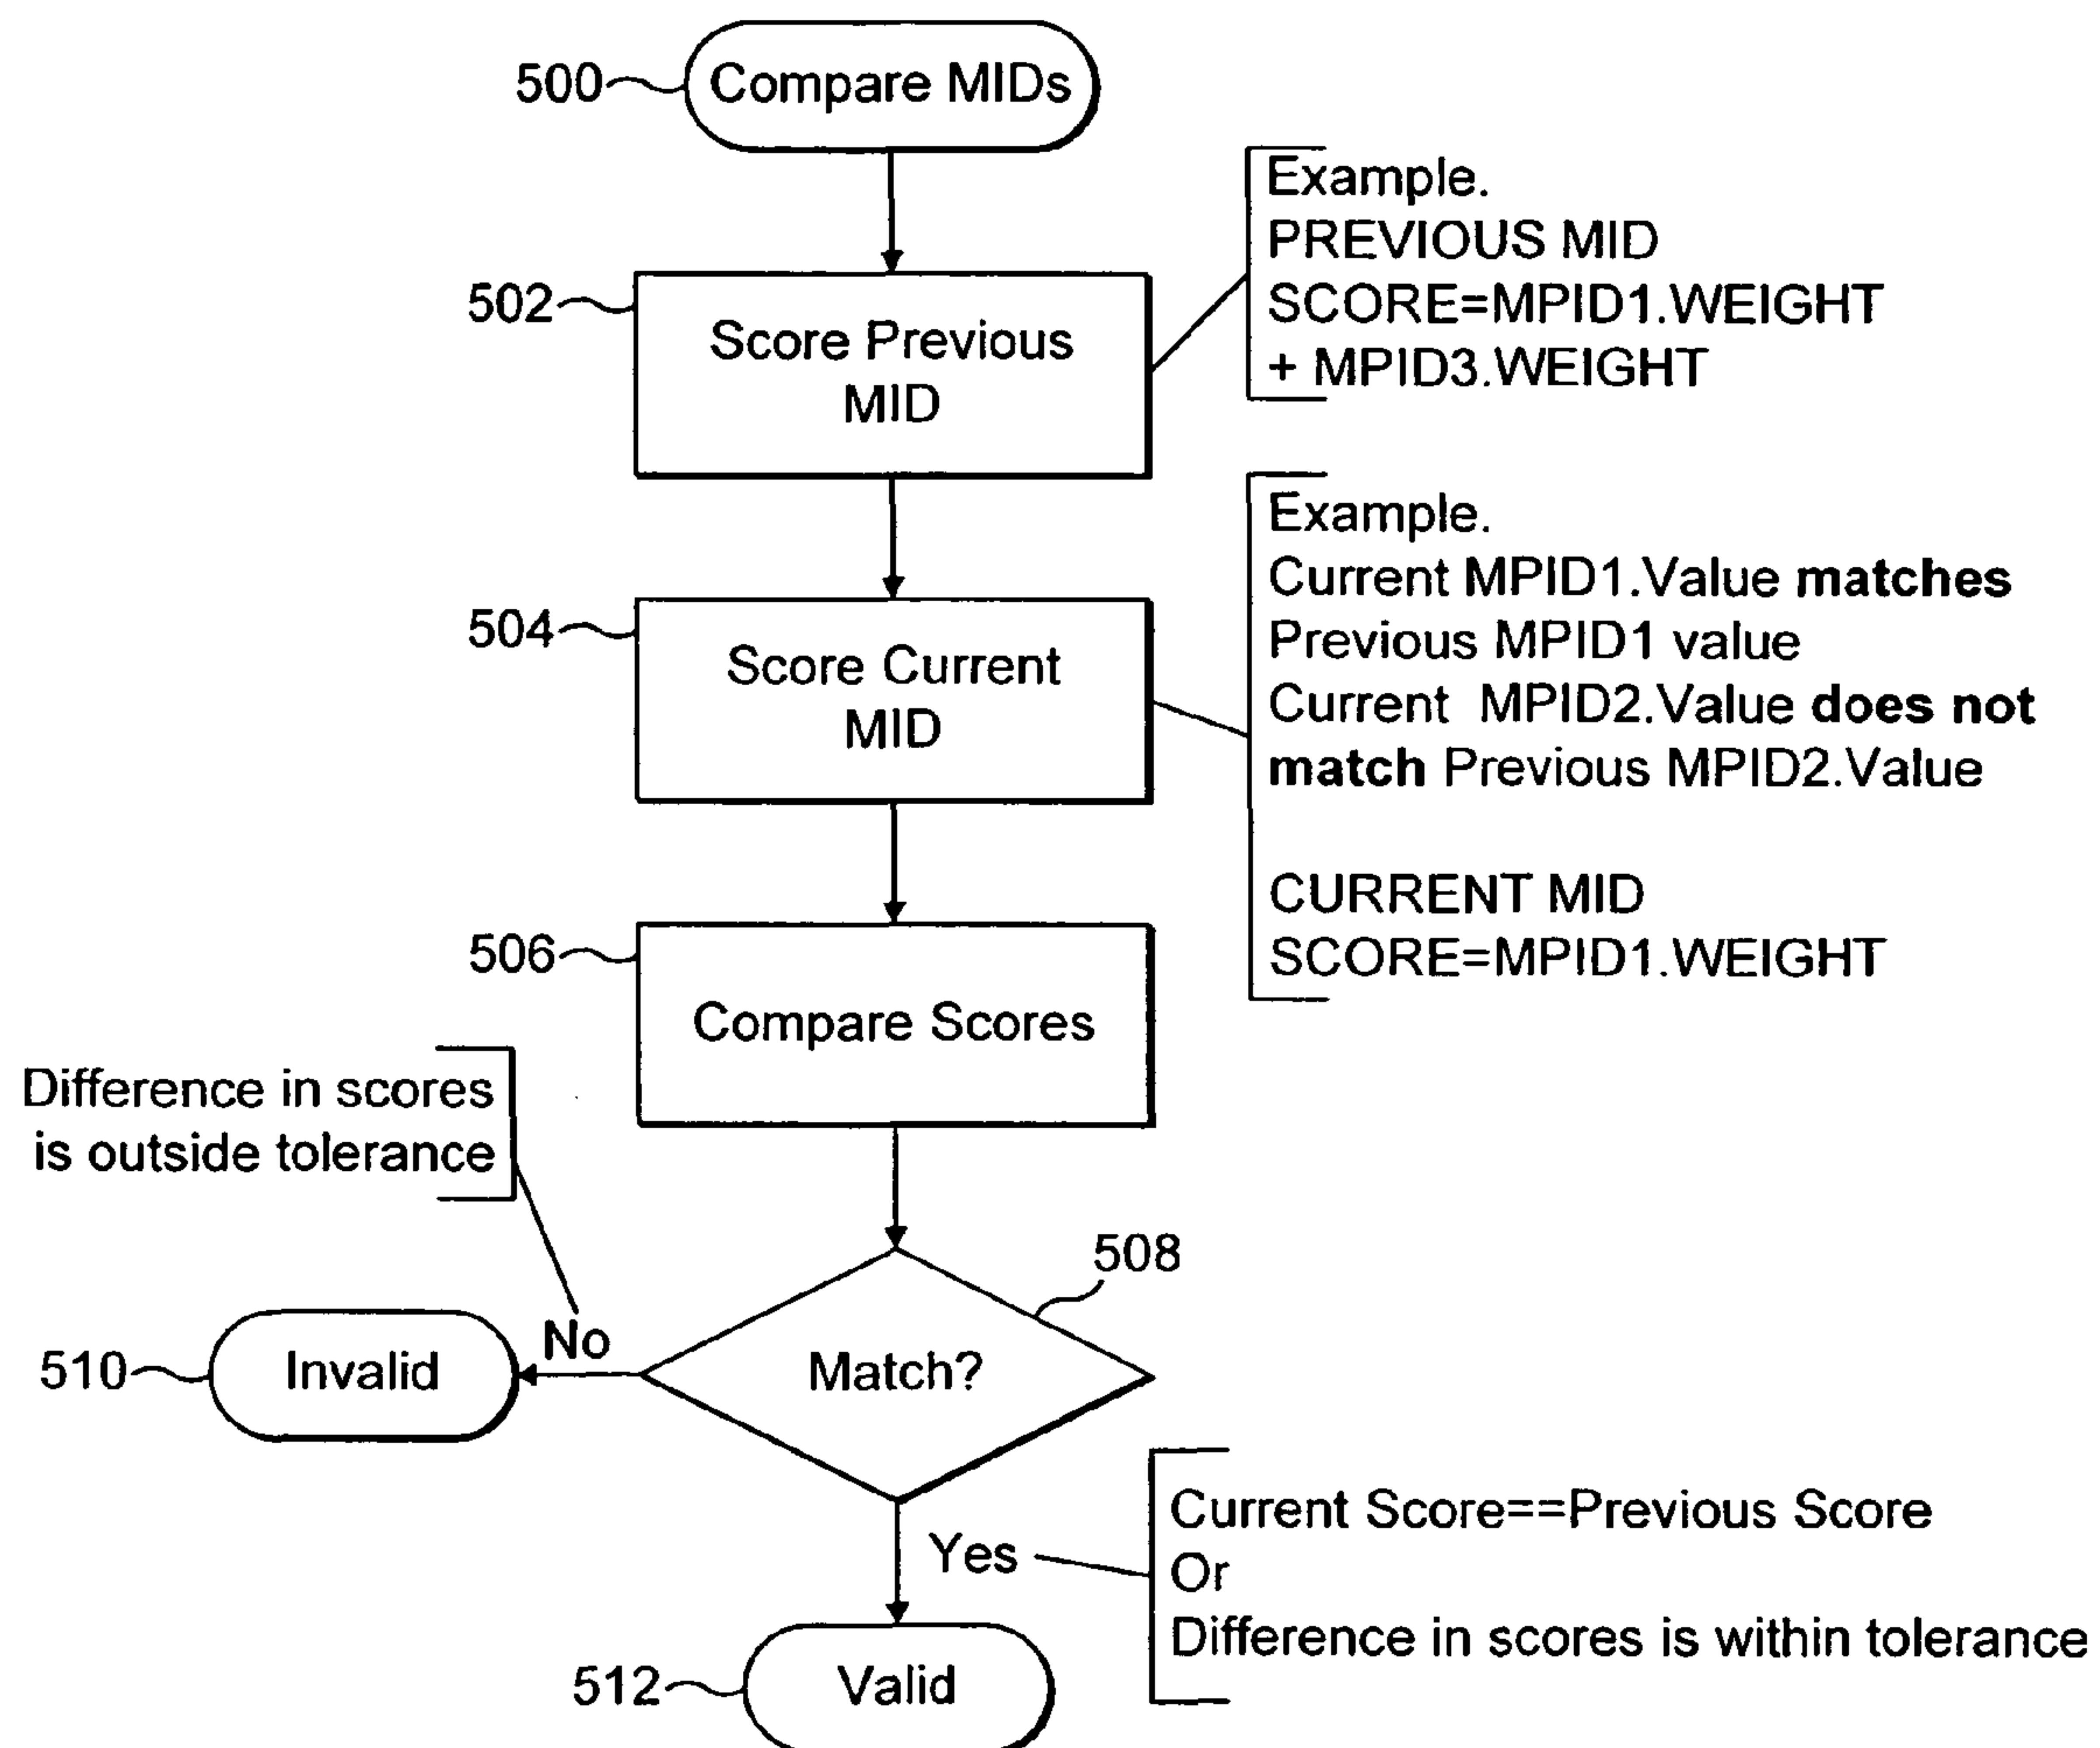 500
Compare MIDs
Example.
PREVIOUS MID
SCORE=MPID1.WEIGHT
+ MPID3.WEIGHT
502
Score Previous
MID
Example.
Current MPID1.Value matches
Previous MPID1 value
Current MPID2.Value does not
match Previous MPID2.Value
CURRENT MID
SCORE=MPID1.WEIGHT
504
Score Current
MID
506
Compare Scores
Difference in scores
is outside tolerance
508
Match?
No
510
Invalid
Yes
Current Score==Previous Score
Or
Difference in scores is within tolerance
512
Valid